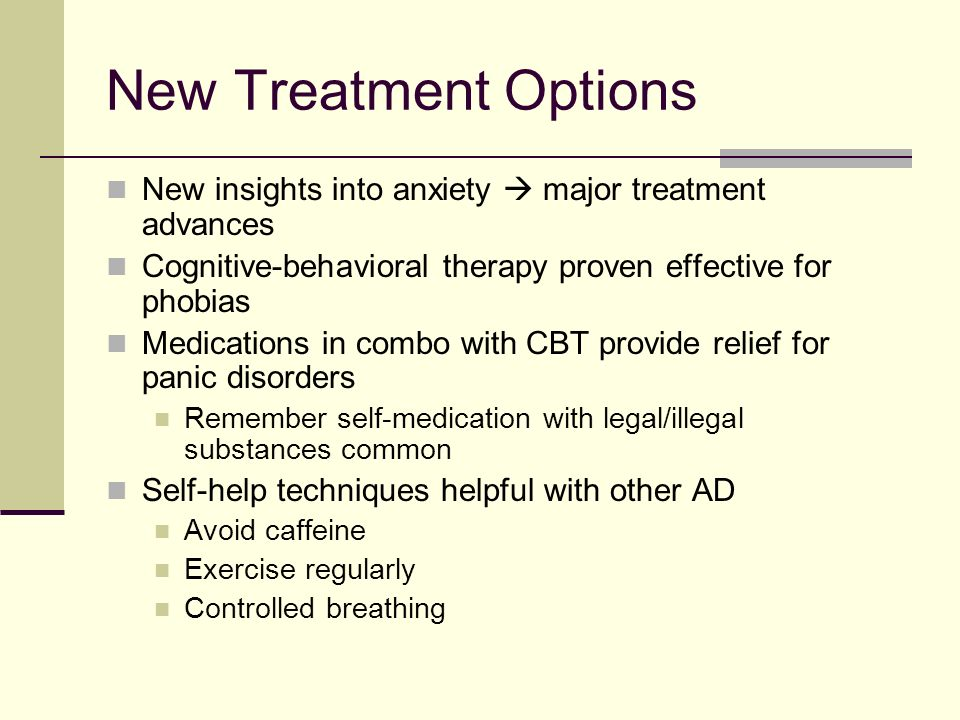 New Treatment Options
New insights into anxiety → major treatment
advances
Cognitive-behavioral therapy proven effective for
phobias
Medications in combo with CBT provide relief for
panic disorders
Remember self-medication with legal/illegal
substances common
Self-help techniques helpful with other AD
Avoid caffeine
Exercise regularly
Controlled breathing